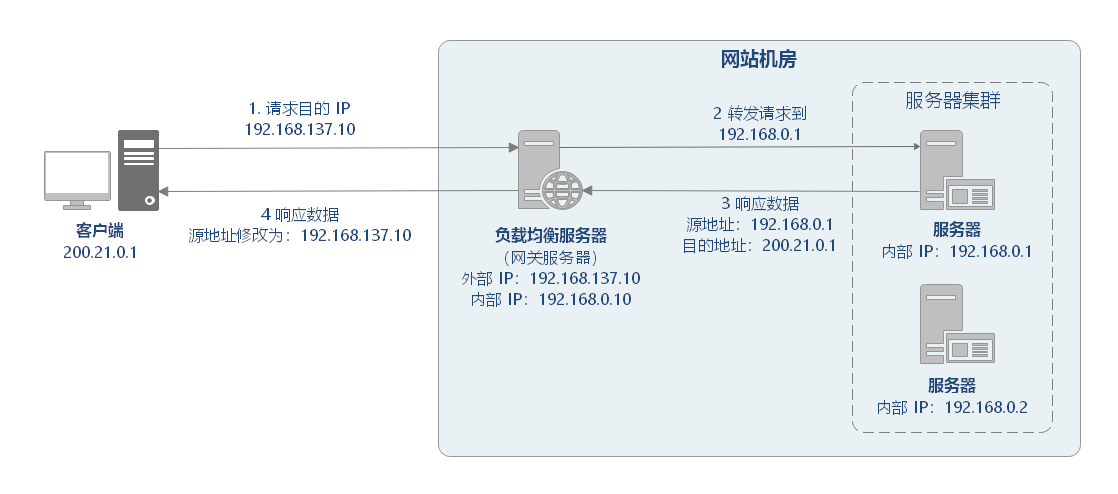 网站机房
服务器集群
1. 请求目的 IP
192.168.137.10
2 转发请求到
192.168.0.1
4 响应数据
源地址修改为：192.168.137.10
3 响应数据
源地址：192.168.0.1
目的地址：200.21.0.1
客户端
200.21.0.1
负载均衡服务器
（网关服务器）
外部 IP：192.168.137.10
内部 IP：192.168.0.10
服务器
内部 IP：192.168.0.1
服务器
内部 IP：192.168.0.2